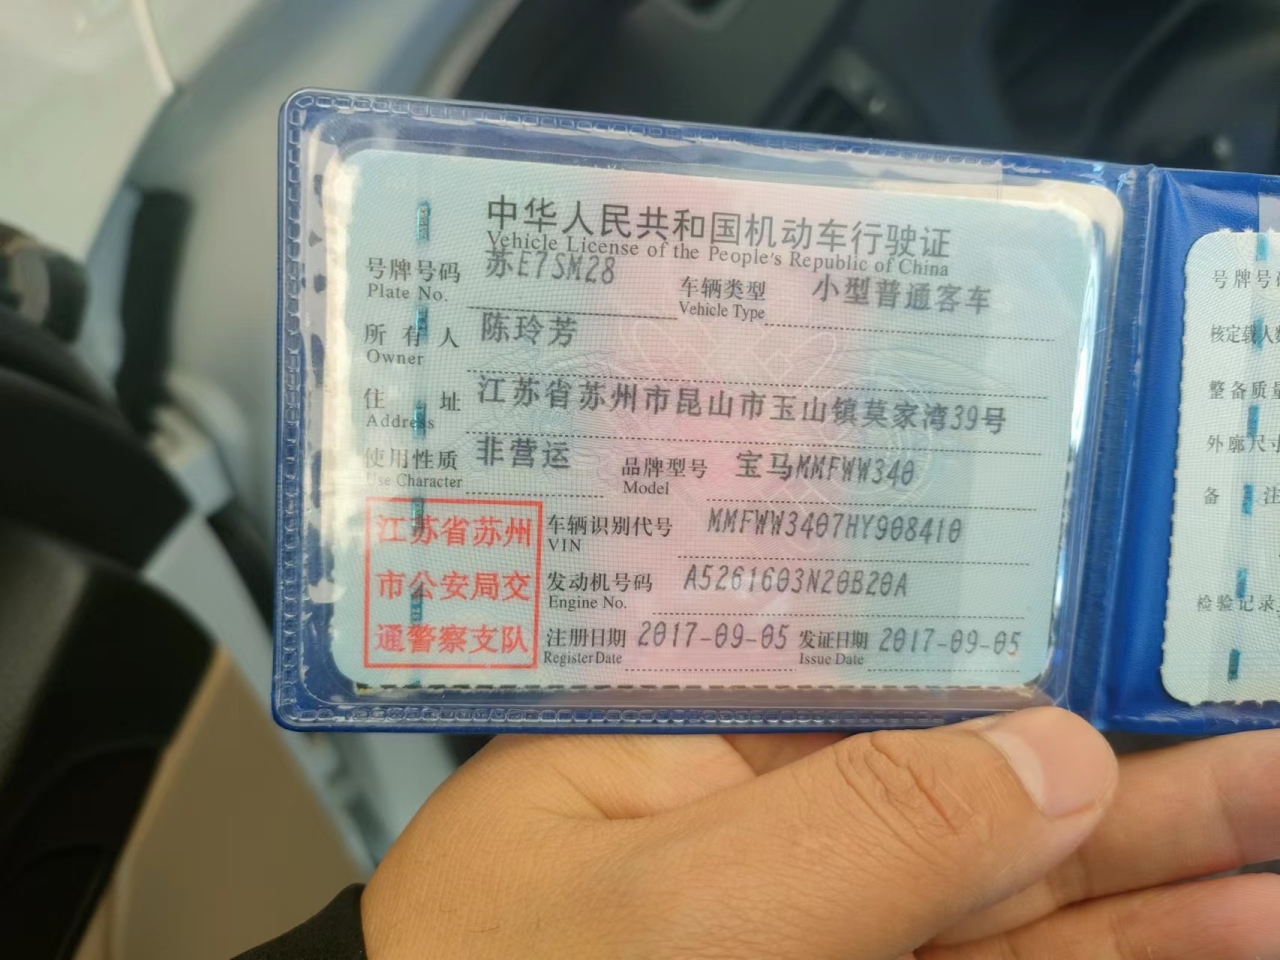 中华人民共和国机动车行驶证
Vehicle License of the People's Republic of China
号牌号码 苏E7SM28 车辆类型 小型普通客车
Plate No. Vehicle Type
所有人 陈玲芳
Owner
住址 江苏省苏州市昆山市玉山镇莫家湾39号
Address
使用性质 非营运 品牌型号 宝马MMFWW340
Use Character Model
江苏省苏州
市公安局交
通警察支队
车辆识别代号 MMFWW3407HY908410
VIN
发动机号码 A5261603N20B20A
Engine No.
注册日期 2017-09-05 发证日期 2017-09-05
Register Date Issue Date
号牌号
核定载人
整备质
外廓尺
备注
检验记录